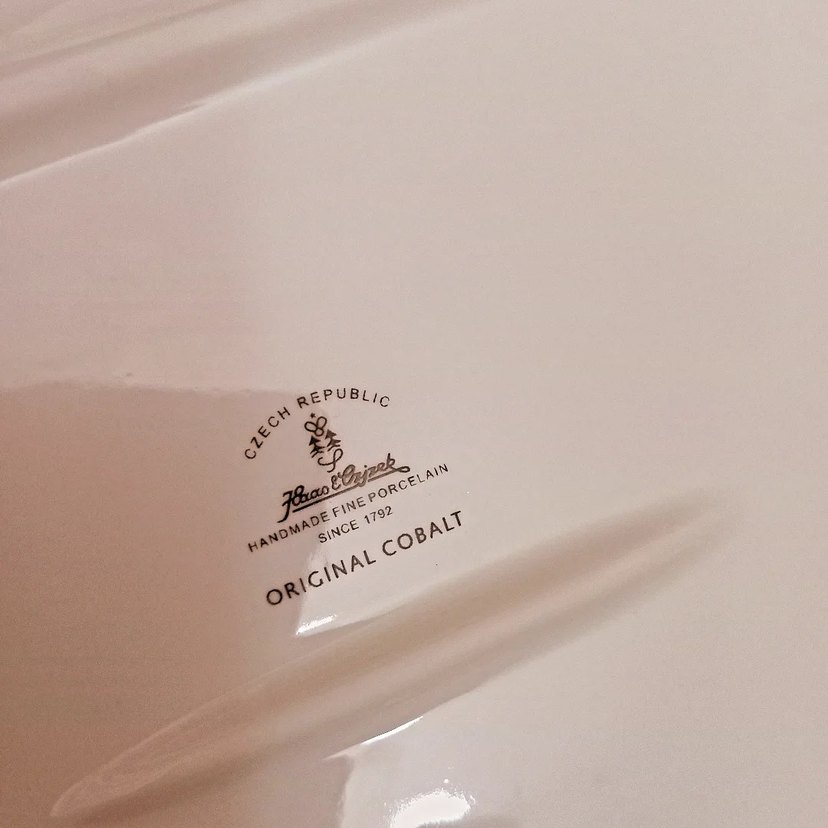 CZECH REPUBLIC
Haas & Czjzek
HANDMADE FINE PORCELAIN
SINCE 1792
ORIGINAL COBALT